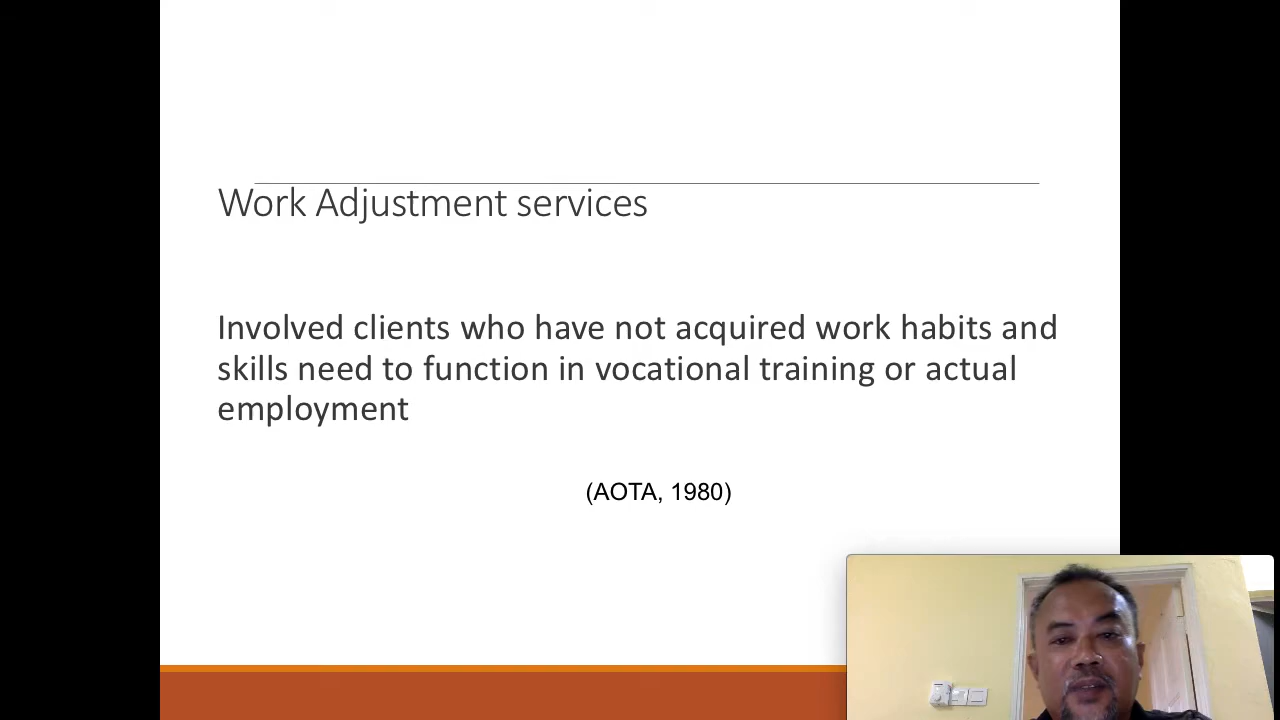 Work Adjustment services
Involved clients who have not acquired work habits and
skills need to function in vocational training or actual
employment
(AOTA, 1980)